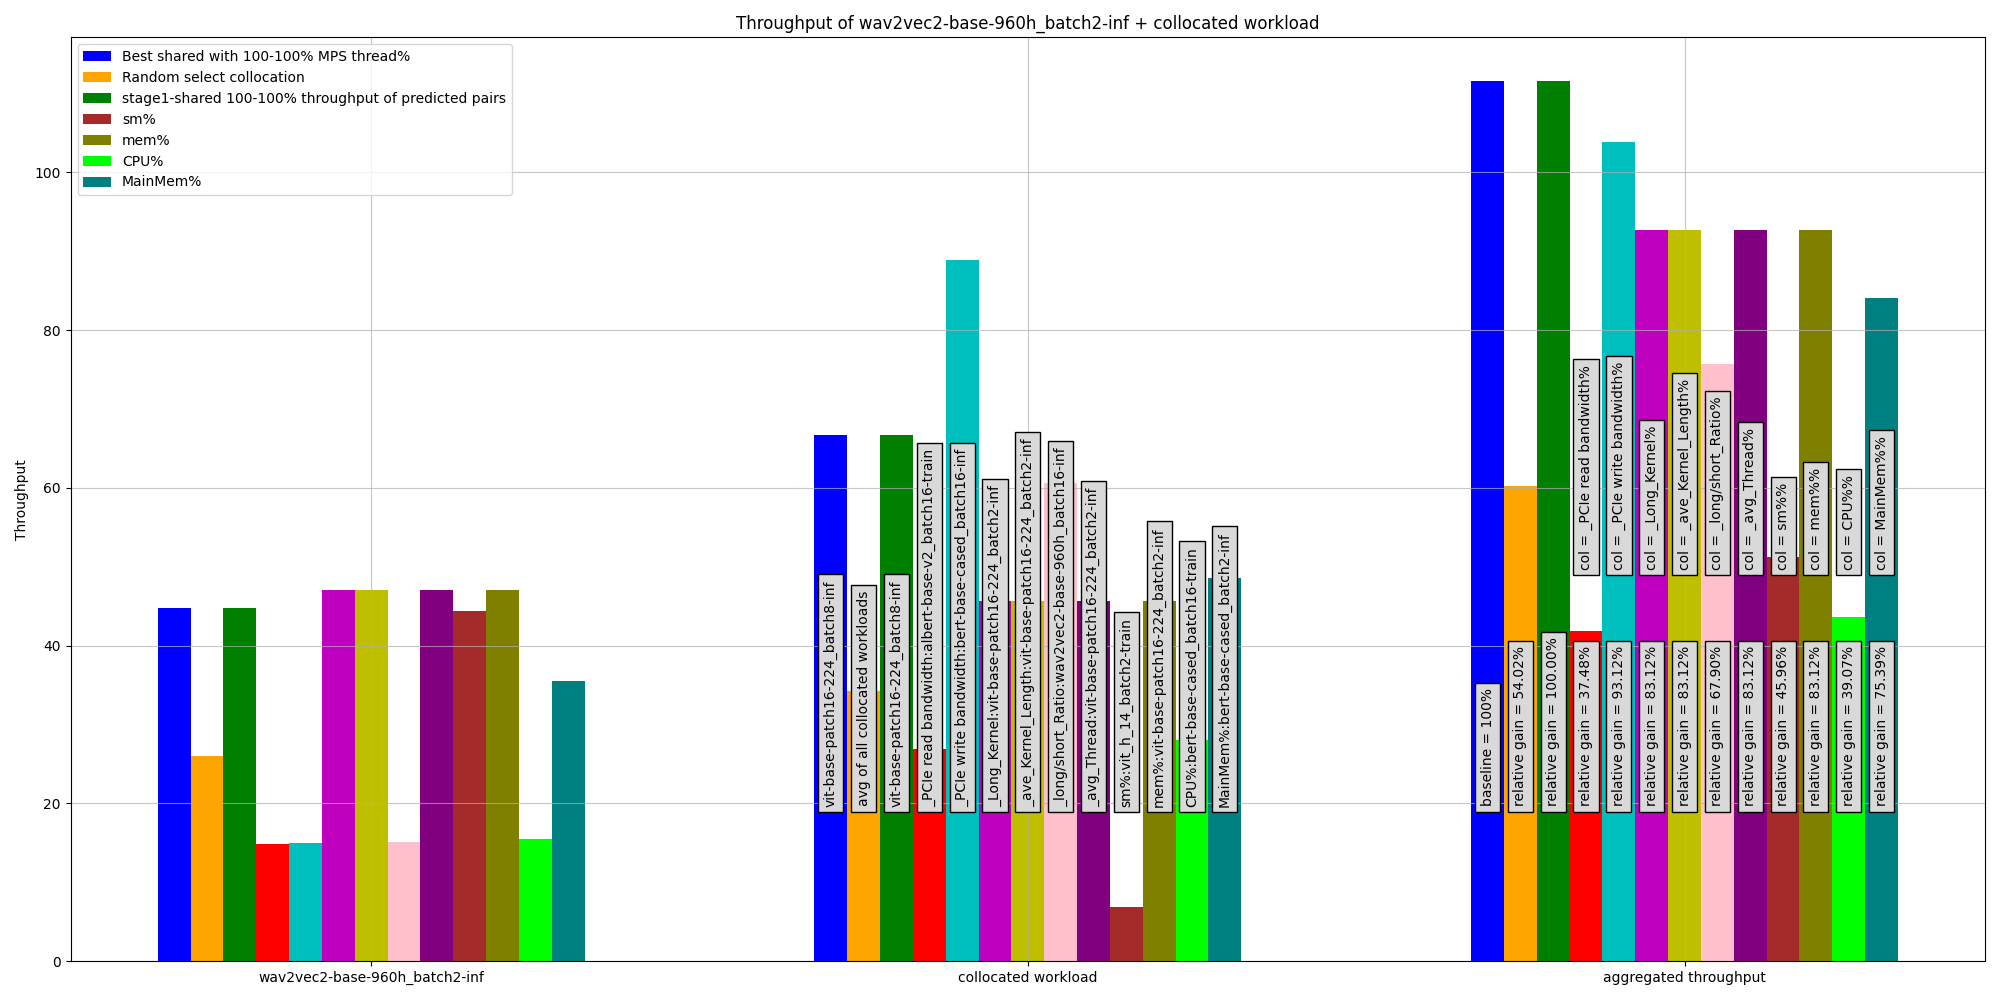 Throughput of wav2vec2-base-960h_batch2-inf + collocated workload
Best shared with 100-100% MPS thread%
Random select collocation
stage1-shared 100-100% throughput of predicted pairs
sm%
mem%
CPU%
MainMem%
Throughput
100
80
60
40
20
0
vit-base-patch16-224_batch8-inf
avg of all collocated workloads
vit-base-patch16-224_batch8-inf
_PCIe read bandwidth:albert-base-v2_batch16-train
_PCIe write bandwidth:bert-base-cased_batch16-inf
_Long_Kernel:vit-base-patch16-224_batch2-inf
_ave_Kernel_Length:vit-base-patch16-224_batch2-inf
_long/short_Ratio:wav2vec2-base-960h_batch16-inf
_avg_Thread:vit-base-patch16-224_batch2-inf
sm%:vit_h_14_batch2-train
mem%:vit-base-patch16-224_batch2-inf
CPU%:bert-base-cased_batch16-train
MainMem%:bert-base-cased_batch2-inf
col = _PCIe read bandwidth%
col = _PCIe write bandwidth%
col = _Long_Kernel%
col = _ave_Kernel_Length%
col = _long/short_Ratio%
col = _avg_Thread%
col = sm%%
col = mem%%
col = CPU%%
col = MainMem%%
baseline = 100%
relative gain = 54.02%
relative gain = 100.00%
relative gain = 37.48%
relative gain = 93.12%
relative gain = 83.12%
relative gain = 83.12%
relative gain = 67.90%
relative gain = 83.12%
relative gain = 45.96%
relative gain = 83.12%
relative gain = 39.07%
relative gain = 75.39%
wav2vec2-base-960h_batch2-inf
collocated workload
aggregated throughput